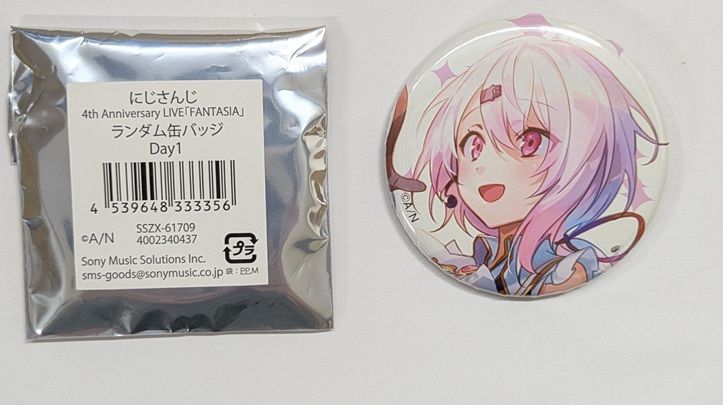 にじさんじ
4th Anniversary LIVE「FANTASIA」
ランダム缶バッジ
Day1
4 539648 333356
SSZX-61709
4002340437
©A/N
プラ
Sony Music Solutions Inc.
sms-goods@sonymusic.co.jp
袋：PP,M
©A/N